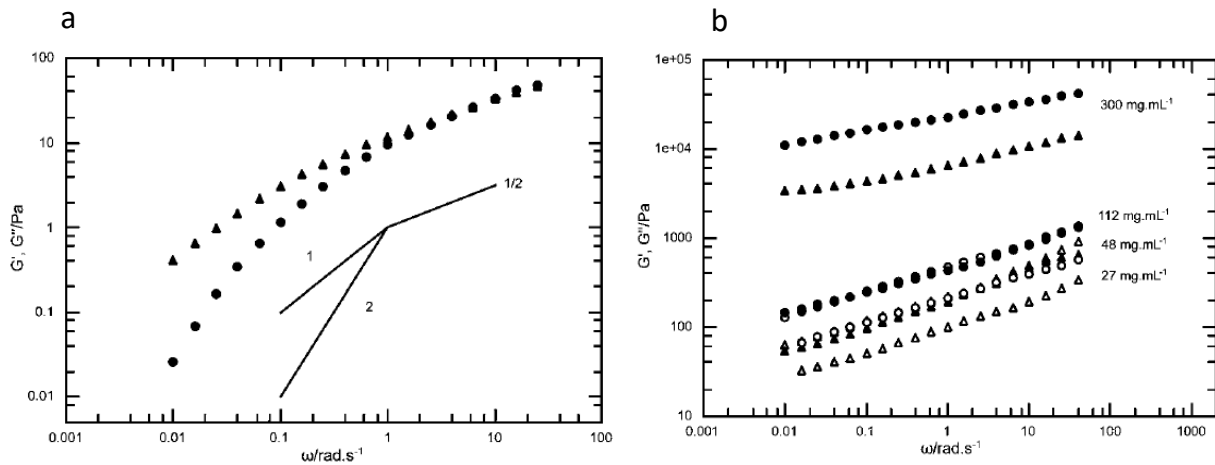 a
G', G"/Pa
100
10
1
0.1
0.01
0.001
0.01
0.1
1
10
100
ω/rad.s⁻¹
1
2
1/2
b
G', G"/Pa
1e+05
1e+04
1000
100
10
0.001
0.01
0.1
1
10
100
1000
ω/rad.s⁻¹
300 mg.mL⁻¹
112 mg.mL⁻¹
48 mg.mL⁻¹
27 mg.mL⁻¹